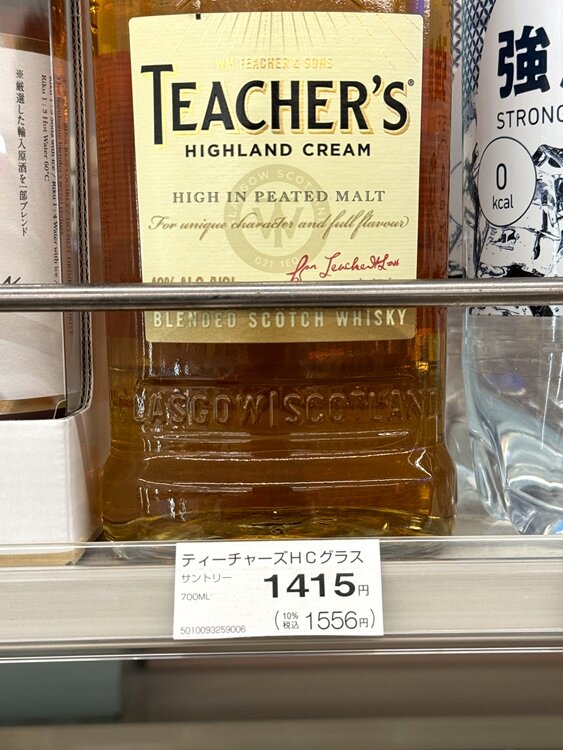 ※厳選した輸入原酒を一部ブレンド
WM TEACHER & SONS
TEACHER'S®
HIGHLAND CREAM
HIGH IN PEATED MALT
For unique character and full flavour
BLENDED SCOTCH WHISKY
GLASGOW SCOTLAND
強
STRONG
0
kcal
ティーチャーズHCグラス
サントリー
700ML
1415円
(10%税込 1556円)
5010093259006